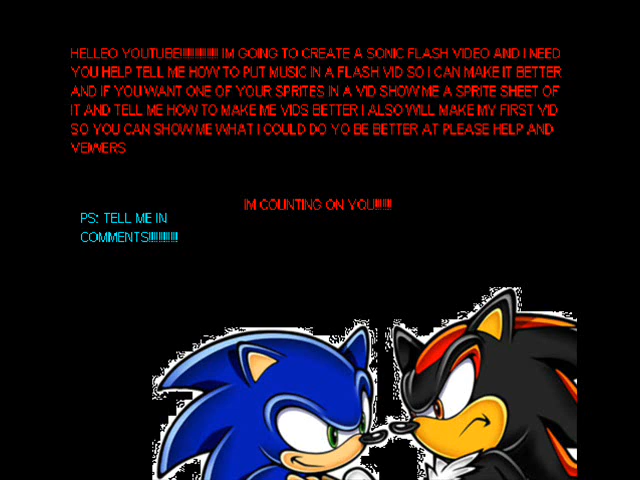 HELLEO YOUTUBE!!!!!!!!!!!!!!! IM GOING TO CREATE A SONIC FLASH VIDEO AND I NEED
YOU HELP TELL ME HOW TO PUT MUSIC IN A FLASH VID SO I CAN MAKE IT BETTER
AND IF YOU WANT ONE OF YOUR SPRITES IN A VID SHOW ME A SPRITE SHEET OF
IT AND TELL ME HOW TO MAKE ME VIDS BETTER I ALSO WILL MAKE MY FIRST VID
SO YOU CAN SHOW ME WHAT I COULD DO YO BE BETTER AT PLEASE HELP AND
VEIWERS
IM COUNTING ON YOU!!!!!!!
PS: TELL ME IN
COMMENTS!!!!!!!!!!!!